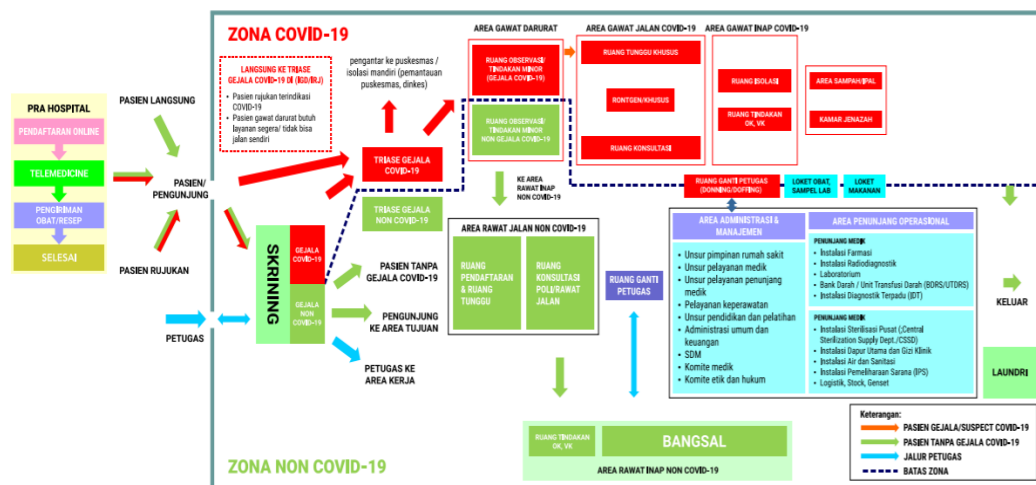 ZONA COVID-19
LANGSUNG KE TRIASE
GEJALA COVID-19 DI (IGD/IRJ)
• Pasien rujukan terindikasi
COVID-19
• Pasien gawat darurat butuh
layanan segera/ tidak bisa
jalan sendiri
pengantar ke puskesmas /
isolasi mandiri (pemantauan
puskesmas, dinkes)
AREA GAWAT DARURAT
RUANG OBSERVASI/
TINDAKAN MINOR
(GEJALA COVID-19)
RUANG OBSERVASI/
TINDAKAN MINOR
NON GEJALA COVID-19
AREA GAWAT JALAN COVID-19
RUANG TUNGGU KHUSUS
RONTGEN/KHUSUS
RUANG KONSULTASI
AREA GAWAT INAP COVID-19
RUANG ISOLASI
RUANG TINDAKAN
OK, VK
AREA SAMPAH/IPAL
KAMAR JENAZAH
PRA HOSPITAL
PENDAFTARAN ONLINE
TELEMEDICINE
PENGIRIMAN
OBAT/RESEP
SELESAI
PASIEN LANGSUNG
PASIEN/
PENGUNJUNG
PASIEN RUJUKAN
PETUGAS
TRIASE GEJALA
COVID-19
TRIASE GEJALA
NON COVID-19
SKRINING
GEJALA
COVID-19
GEJALA
NON
COVID-19
PASIEN TANPA
GEJALA COVID-19
PENGUNJUNG
KE AREA TUJUAN
PETUGAS KE
AREA KERJA
KE AREA
RAWAT INAP
NON COVID-19
AREA RAWAT JALAN NON COVID-19
RUANG
PENDAFTARAN
& RUANG
TUNGGU
RUANG
KONSULTASI
POLI/RAWAT
JALAN
RUANG GANTI
PETUGAS
RUANG GANTI PETUGAS
(DONNING/DOFFING)
LOKET OBAT,
SAMPEL LAB
LOKET
MAKANAN
AREA ADMINISTRASI &
MANAJEMEN
• Unsur pimpinan rumah sakit
• Unsur pelayanan medik
• Unsur pelayanan penunjang
medik
• Pelayanan keperawatan
• Unsur pendidikan dan pelatihan
• Administrasi umum dan
keuangan
• SDM
• Komite medik
• Komite etik dan hukum
AREA PENUNJANG OPERASIONAL
PENUNJANG MEDIK
• Instalasi Farmasi
• Instalasi Radiodiagnostik
• Laboratorium
• Bank Darah / Unit Transfusi Darah (BDRS/UTDRS)
• Instalasi Diagnostik Terpadu (IDT)
PENUNJANG MEDIK
• Instalasi Sterilisasi Pusat (;Central
Sterilization Supply Dept./CSSD)
• Instalasi Dapur Utama dan Gizi Klinik
• Instalasi Air dan Sanitasi
• Instalasi Pemeliharaan Sarana (IPS)
• Logistik, Stock, Genset
KELUAR
LAUNDRI
RUANG TINDAKAN
OK, VK
BANGSAL
AREA RAWAT INAP NON COVID-19
ZONA NON COVID-19
Keterangan:
PASIEN GEJALA/SUSPECT COVID-19
PASIEN TANPA GEJALA COVID-19
JALUR PETUGAS
BATAS ZONA